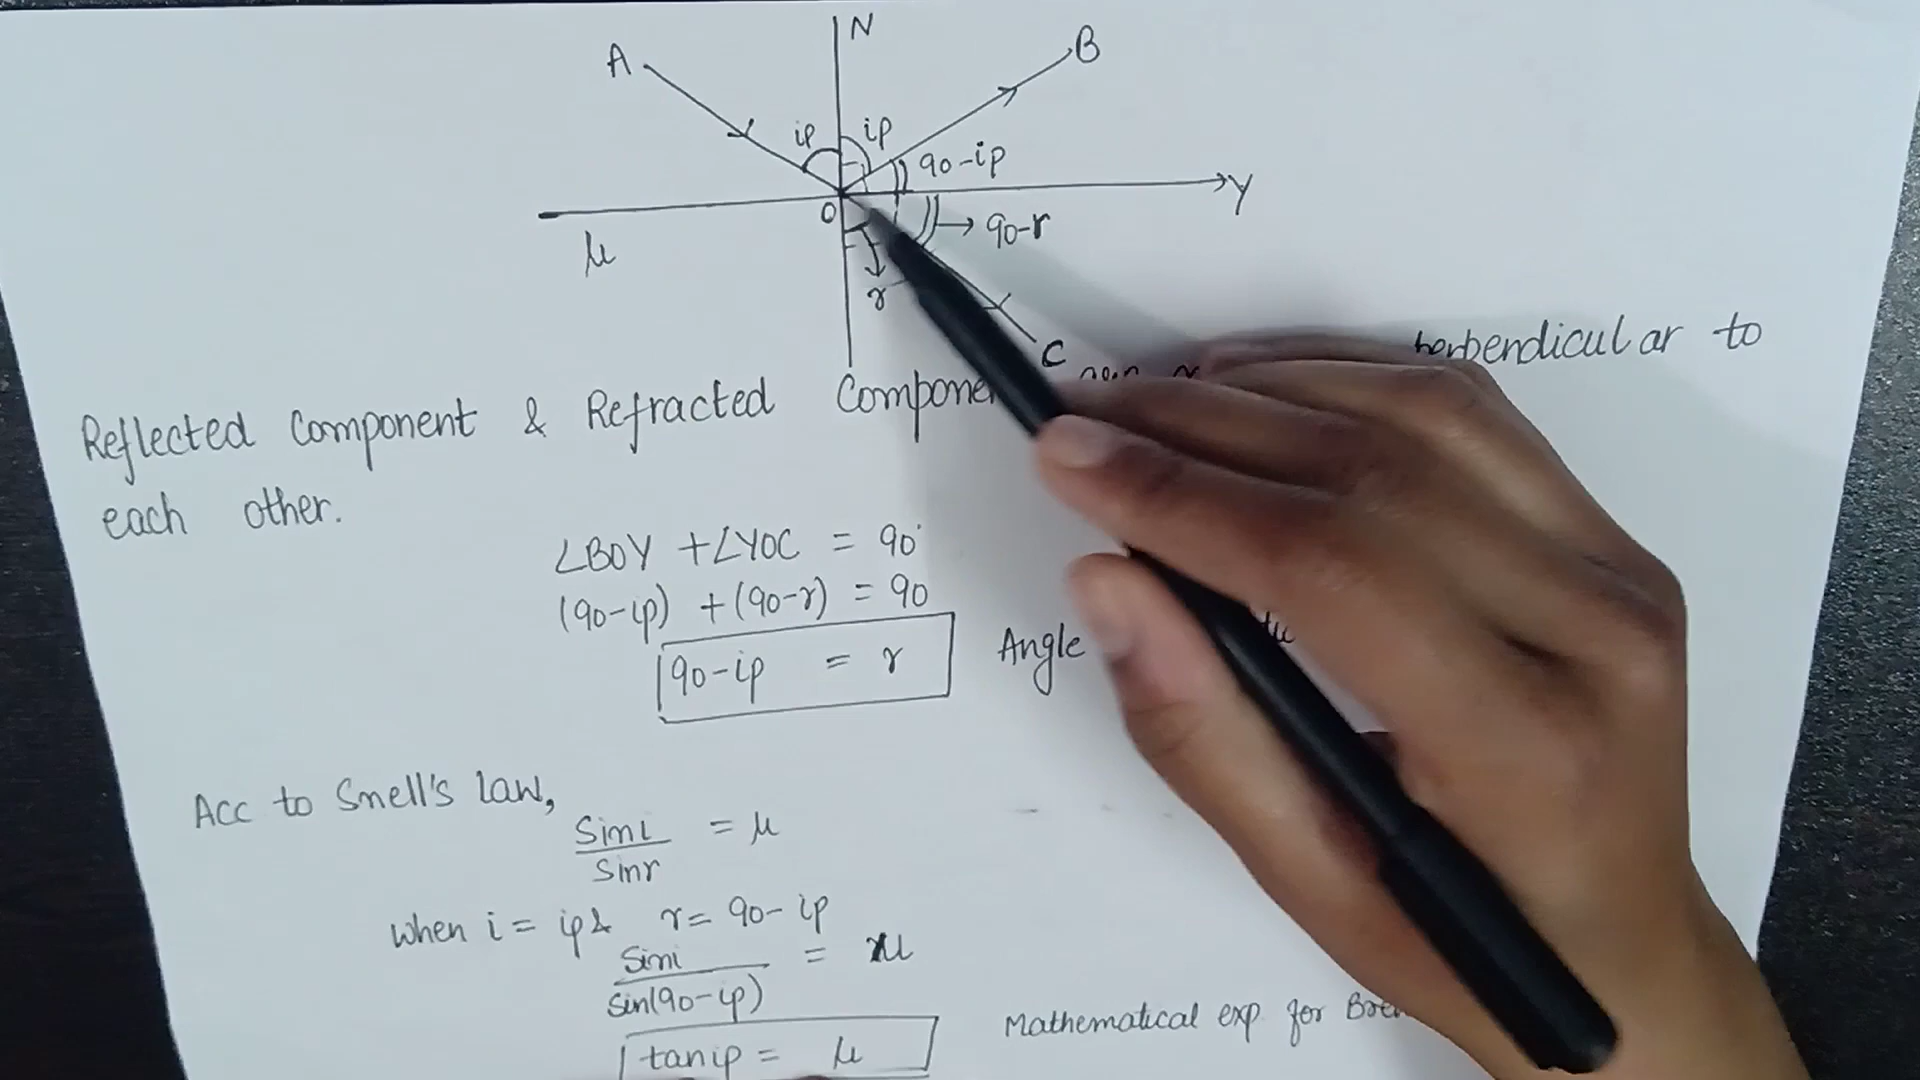 N
A
B
ip
ip
90-ip
Y
O
μ
90-r
r
C
Reflected Component & Refracted perpendicular to
each other.
∠BOY + ∠YOC = 90°
(90-ip) + (90-r) = 90
90-ip = r
Angle
Acc to Snell's law,
Sini/Sinr = μ
when i = ip & r = 90-ip
Sini/sin(90-ip) = μ
tanip = μ
Mathematical exp for